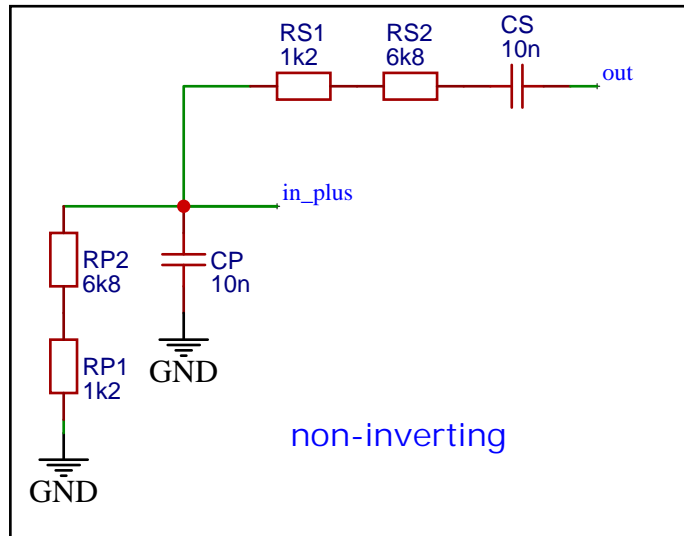 RS1
1k2
RS2
6k8
CS
10n
out
in_plus
RP2
6k8
CP
10n
RP1
1k2
GND
GND
non-inverting